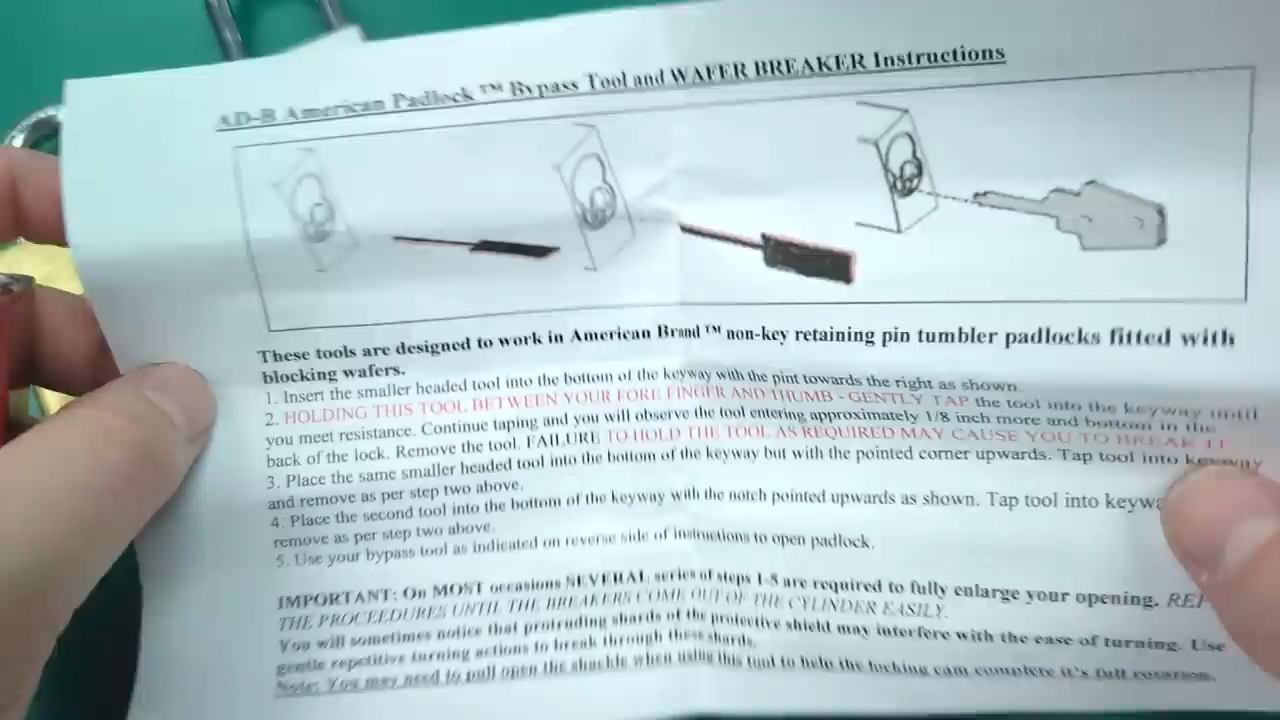 AD-B American Padlock ™ Bypass Tool and WAFER BREAKER Instructions
These tools are designed to work in American Brand ™ non-key retaining pin tumbler padlocks fitted with
blocking wafers.
1. Insert the smaller headed tool into the bottom of the keyway with the pint towards the right as shown.
2. HOLDING THIS TOOL BETWEEN YOUR FORE FINGER AND THUMB - GENTLY TAP the tool into the keyway until
you meet resistance. Continue taping and you will observe the tool entering approximately 1/8 inch more and bottom in the
back of the lock. Remove the tool. FAILURE TO HOLD THE TOOL AS REQUIRED MAY CAUSE YOU TO BREAK IT
3. Place the same smaller headed tool into the bottom of the keyway but with the pointed corner upwards. Tap tool into keyway
and remove as per step two above.
4. Place the second tool into the bottom of the keyway with the notch pointed upwards as shown. Tap tool into keywa
remove as per step two above.
5. Use your bypass tool as indicated on reverse side of instructions to open padlock.
IMPORTANT: On MOST occasions SEVERAL series of steps 1-5 are required to fully enlarge your opening. REP
THE PROCEEDURES UNTIL THE BREAKERS COME OUT OF THE CYLINDER EASILY.
You will sometimes notice that protruding shards of the protective shield may interfere with the ease of turning. Use
gentle repetitive turning actions to break through these shards.
Note: You may need to pull open the shackle when using this tool to help the locking cam complete it's full rotation.